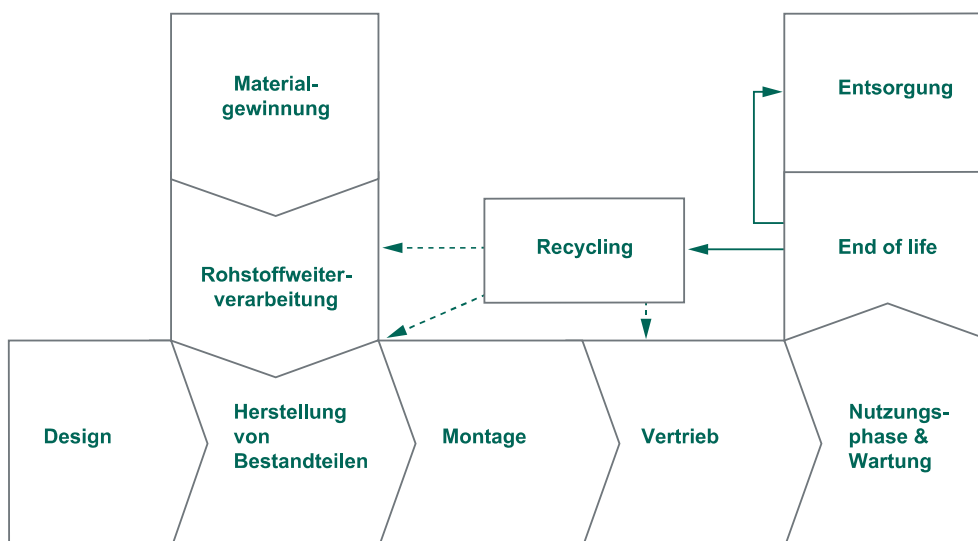 Material-
gewinnung
Entsorgung
Recycling
End of life
Rohstoffweiter-
verarbeitung
Design
Herstellung
von
Bestandteilen
Montage
Vertrieb
Nutzungs-
phase &
Wartung